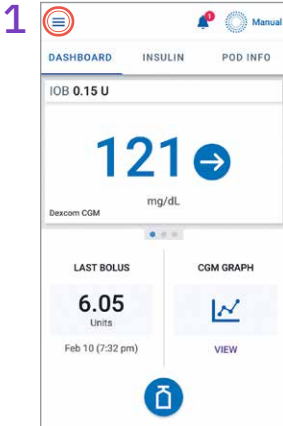 1
1 Manual
DASHBOARD INSULIN POD INFO
IOB 0.15 U
121
mg/dL
Dexcom CGM
LAST BOLUS CGM GRAPH
6.05
Units
Feb 10 (7:32 pm) VIEW